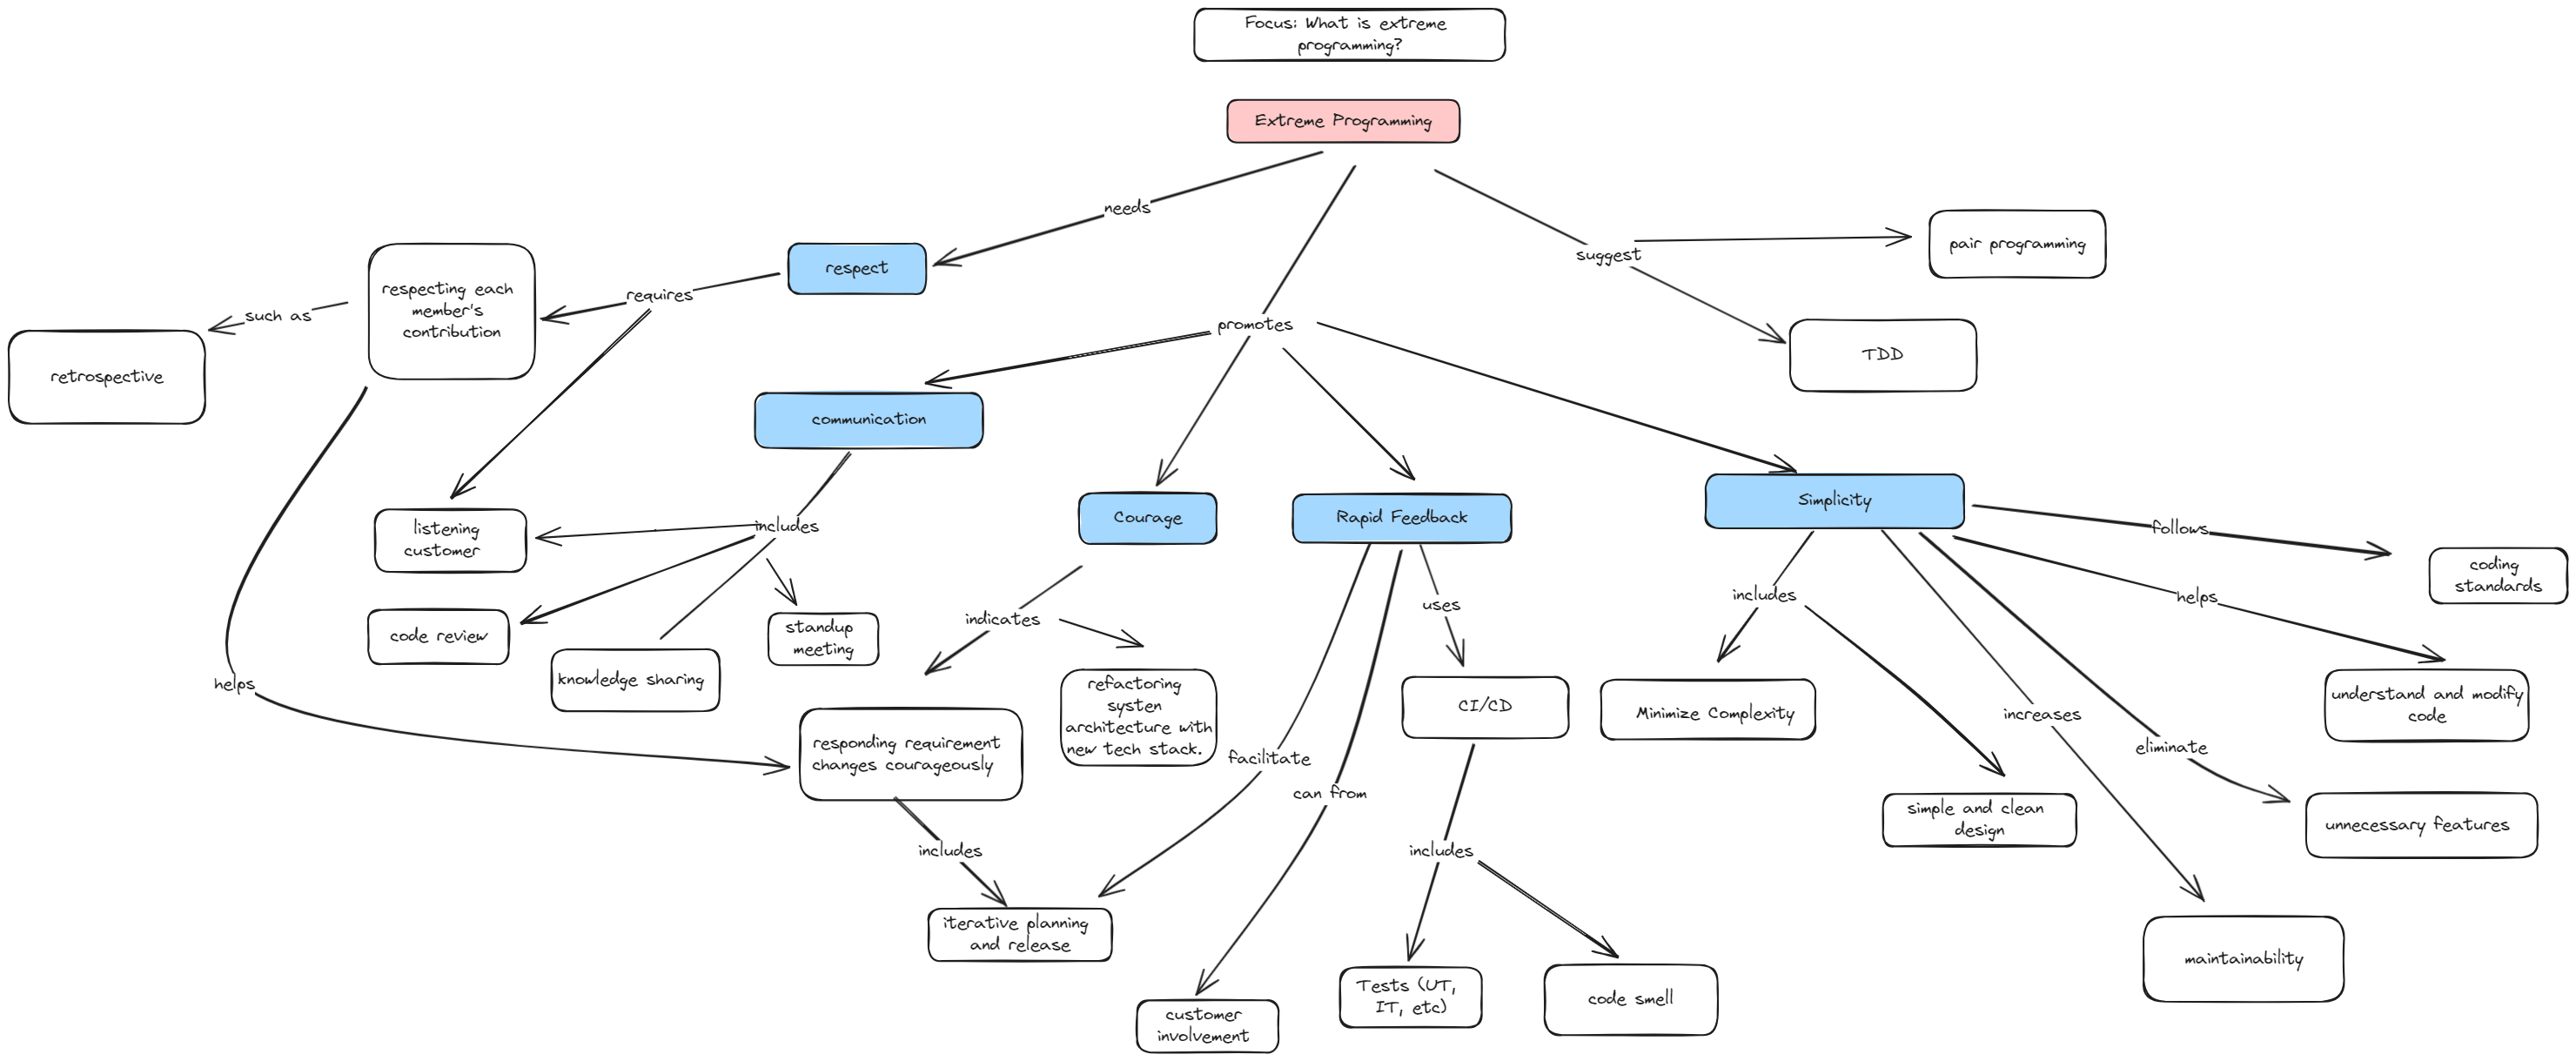 Focus: What is extreme
programming?
Extreme Programming
needs
suggest
pair programming
respect
requires
respecting each
member's
contribution
such as
retrospective
promotes
TDD
communication
Courage
Rapid Feedback
Simplicity
follows
coding
standards
listening
customer
includes
code review
knowledge sharing
standup
meeting
indicates
uses
includes
helps
helps
responding requirement
changes courageously
refactoring
systen
architecture with
new tech stack.
CI/CD
Minimize Complexity
increases
understand and modify
code
facilitate
can from
eliminate
simple and clean
design
unnecessary features
includes
includes
iterative planning
and release
customer
involvement
Tests (UT,
IT, etc)
code smell
maintainability